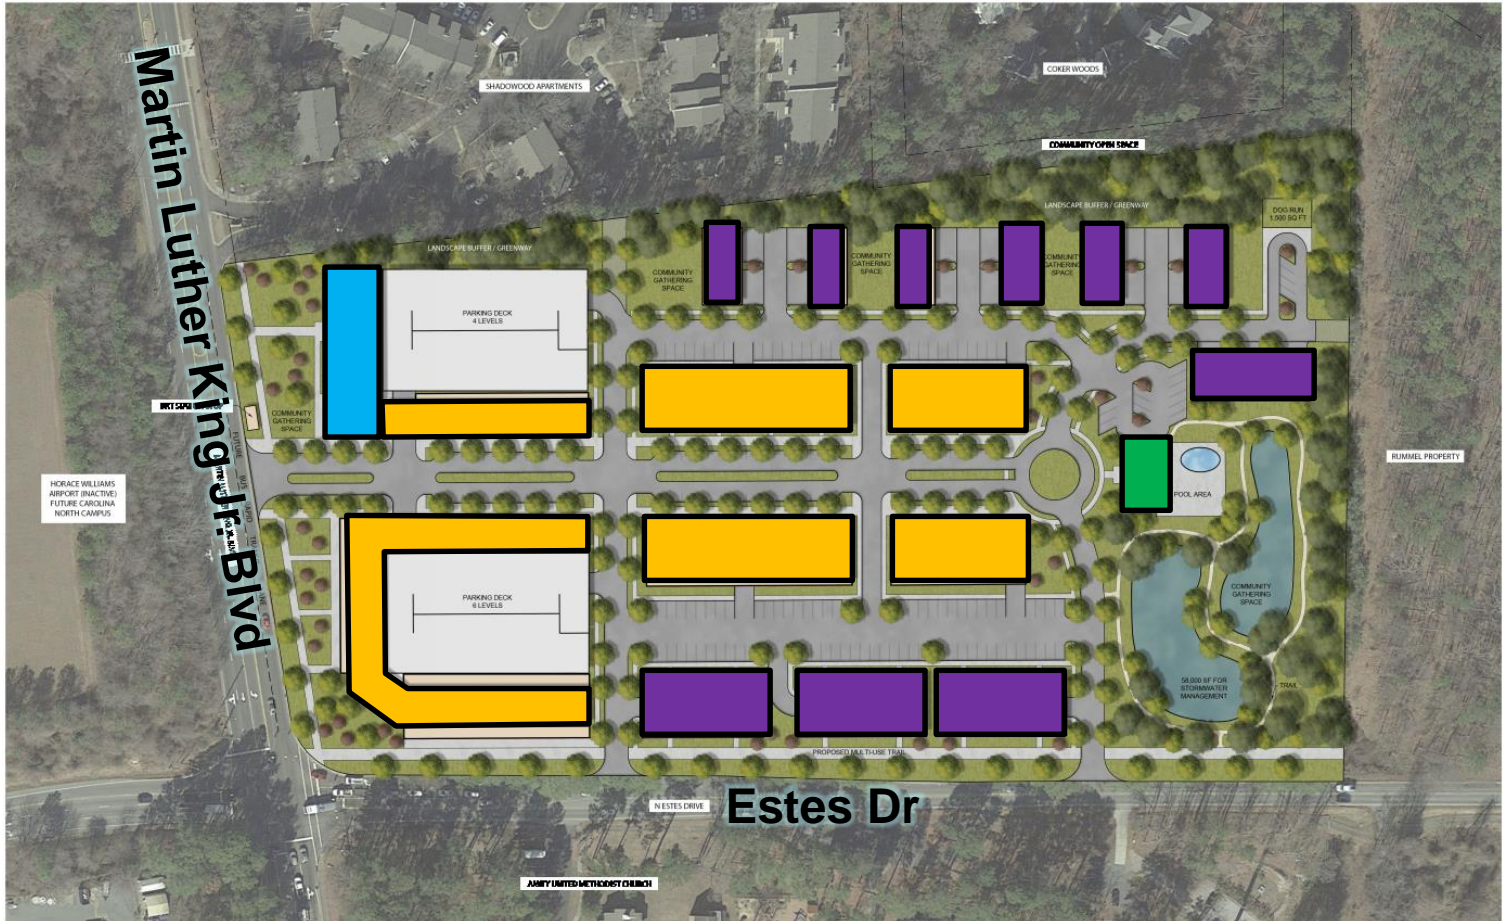 Martin Luther King Jr. Blvd
SHADOWOOD APARTMENTS
COKER WOODS
COMMUNITY OPEN SPACE
LANDSCAPE BUFFER / GREENWAY
DOG RUN
1,500 SQ FT
LANDSCAPE BUFFER / GREENWAY
COMMUNITY
GATHERING
SPACE
COMMUNITY
GATHERING
SPACE
COMMUNITY
GATHERING
SPACE
PARKING DECK
4 LEVELS
COMMUNITY
GATHERING
SPACE
FUTURE BUS RAPID
HORACE WILLIAMS
AIRPORT (INACTIVE)
FUTURE CAROLINA
NORTH CAMPUS
RUMMEL PROPERTY
POOL AREA
PARKING DECK
6 LEVELS
COMMUNITY
GATHERING
SPACE
58,000 SF FOR
STORMWATER
MANAGEMENT
TRAIL
PROPOSED MULTI-USE TRAIL
N ESTES DRIVE
Estes Dr
AMITY UNITED METHODIST CHURCH